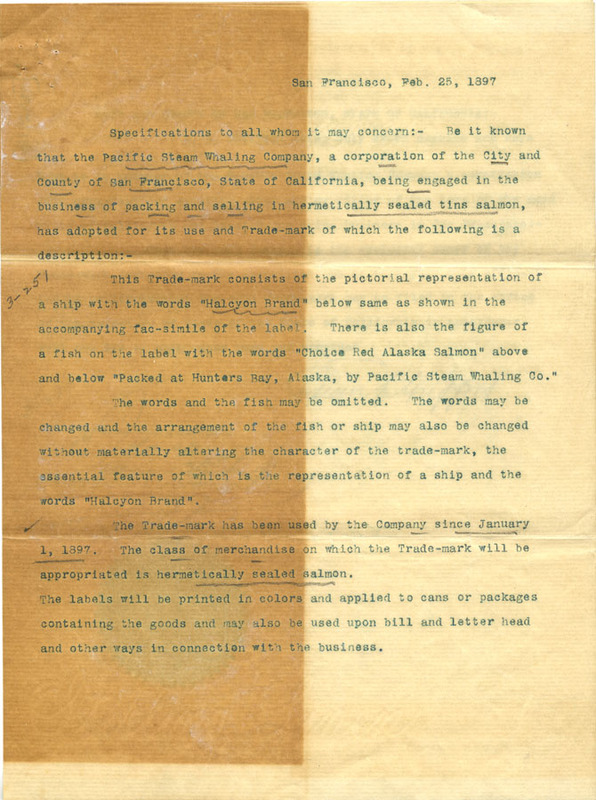 San Francisco, Feb. 25, 1897
Specifications to all whom it may concern:- Be it known
that the Pacific Steam Whaling Company, a corporation of the City and
County of San Francisco, State of California, being engaged in the
business of packing and selling in hermetically sealed tins salmon,
has adopted for its use and Trade-mark of which the following is a
description:-
This Trade-mark consists of the pictorial representation of
3-251
a ship with the words "Halcyon Brand" below same as shown in the
accompanying fac-simile of the label. There is also the figure of
a fish on the label with the words "Choice Red Alaska Salmon" above
and below "Packed at Hunters Bay, Alaska, by Pacific Steam Whaling Co."
The words and the fish may be omitted. The words may be
changed and the arrangement of the fish or ship may also be changed
without materially altering the character of the trade-mark, the
essential feature of which is the representation of a ship and the
words "Halcyon Brand".
The Trade-mark has been used by the Company since January
1, 1897. The class of merchandise on which the Trade-mark will be
appropriated is hermetically sealed salmon.
The labels will be printed in colors and applied to cans or packages
containing the goods and may also be used upon bill and letter head
and other ways in connection with the business.